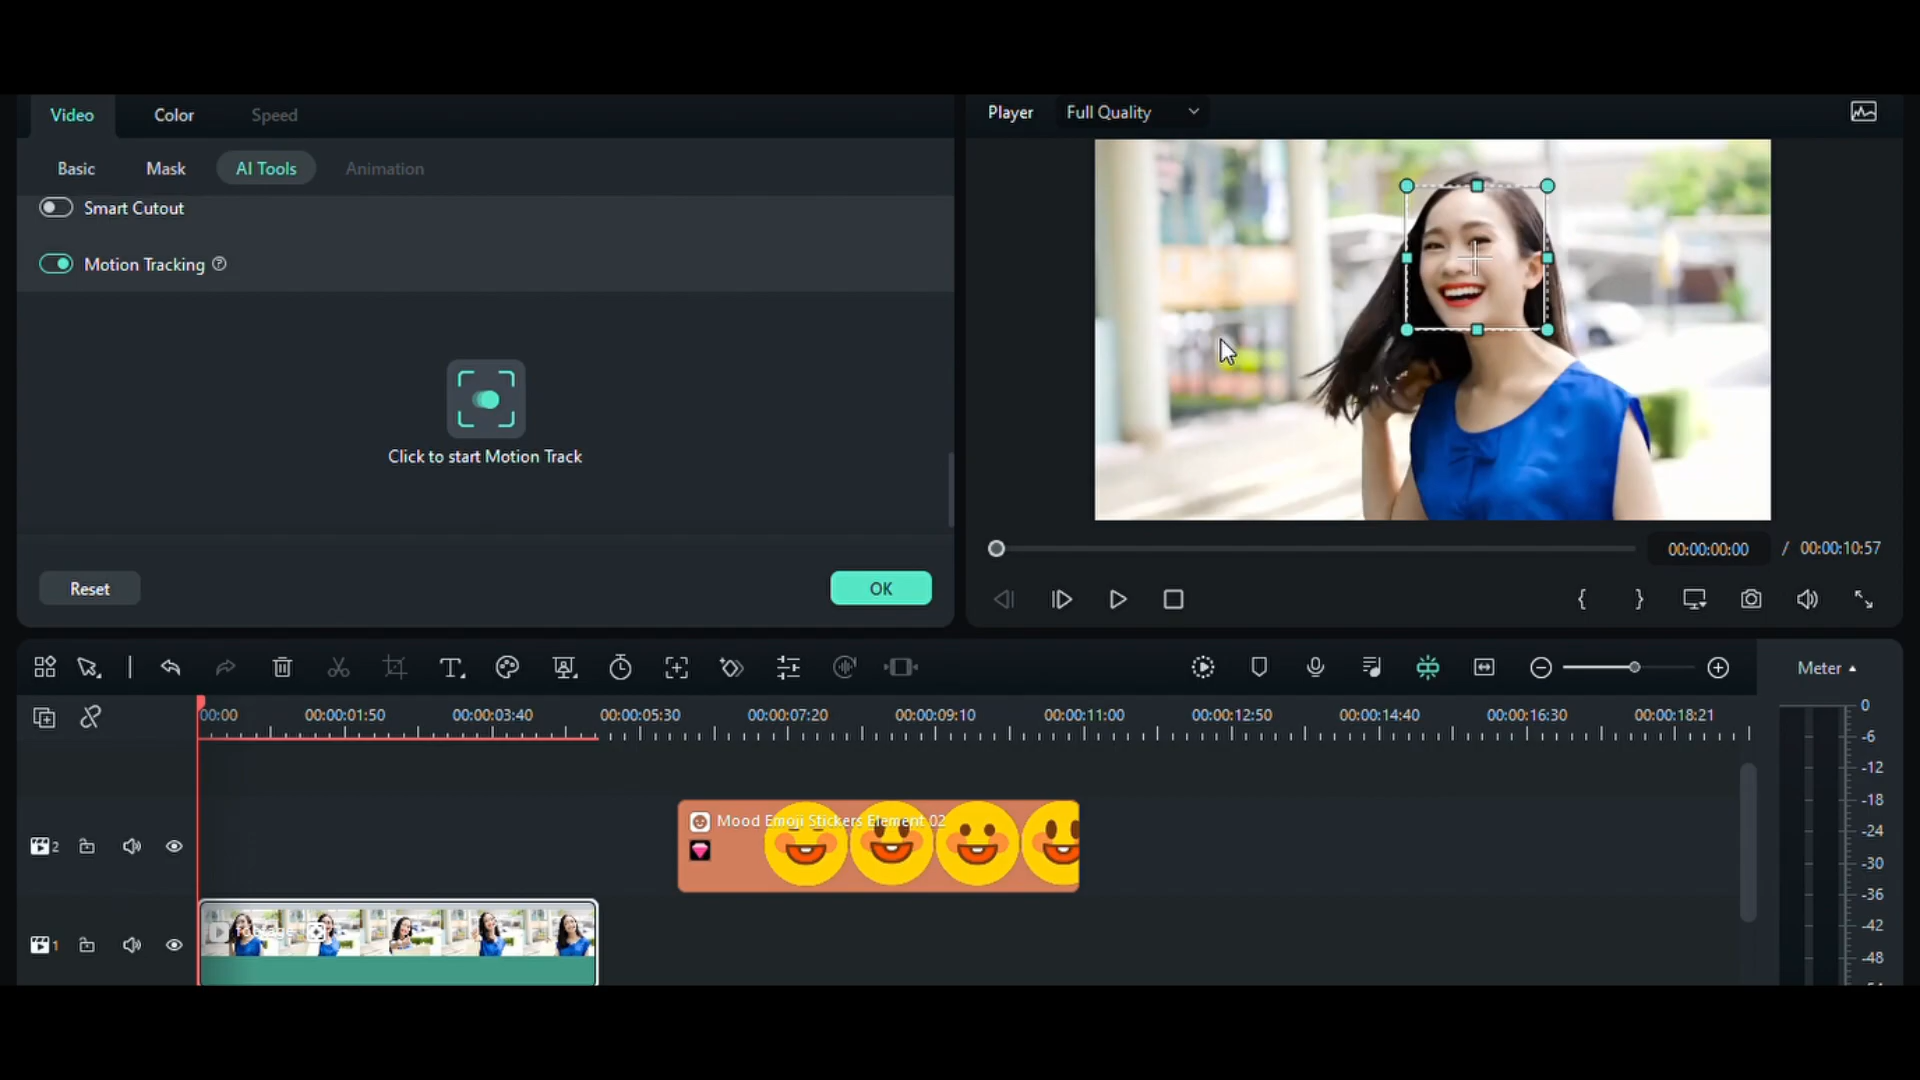 Video
Color
Speed
Player
Full Quality
Basic
Mask
AI Tools
Animation
Smart Cutout
Motion Tracking
Click to start Motion Track
Reset
OK
00:00:00:00 / 00:00:10:57
Meter
00:00
00:00:01:50
00:00:03:40
00:00:05:30
00:00:07:20
00:00:09:10
00:00:11:00
00:00:12:50
00:00:14:40
00:00:16:30
00:00:18:21
0
-6
-12
-18
-24
-30
-36
-42
-48
Mood Emoji Stickers Element 02
2
footage
1